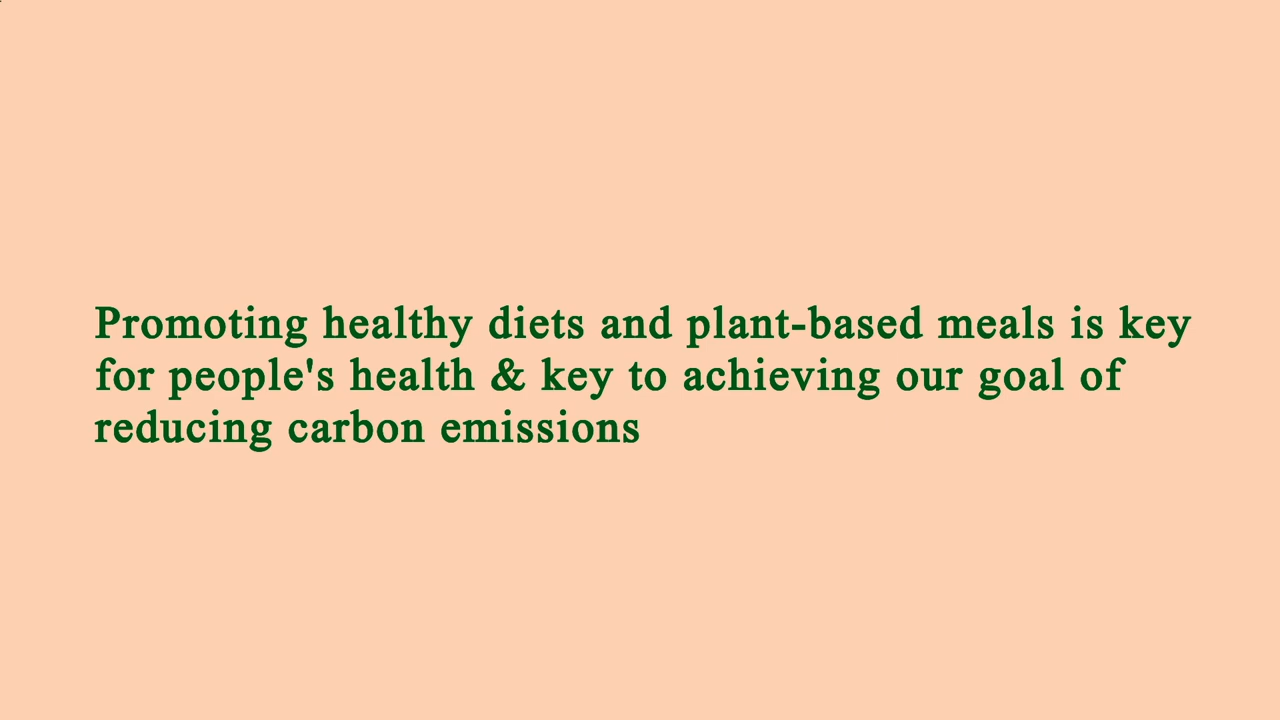 Promoting healthy diets and plant-based meals is key
for people's health & key to achieving our goal of
reducing carbon emissions